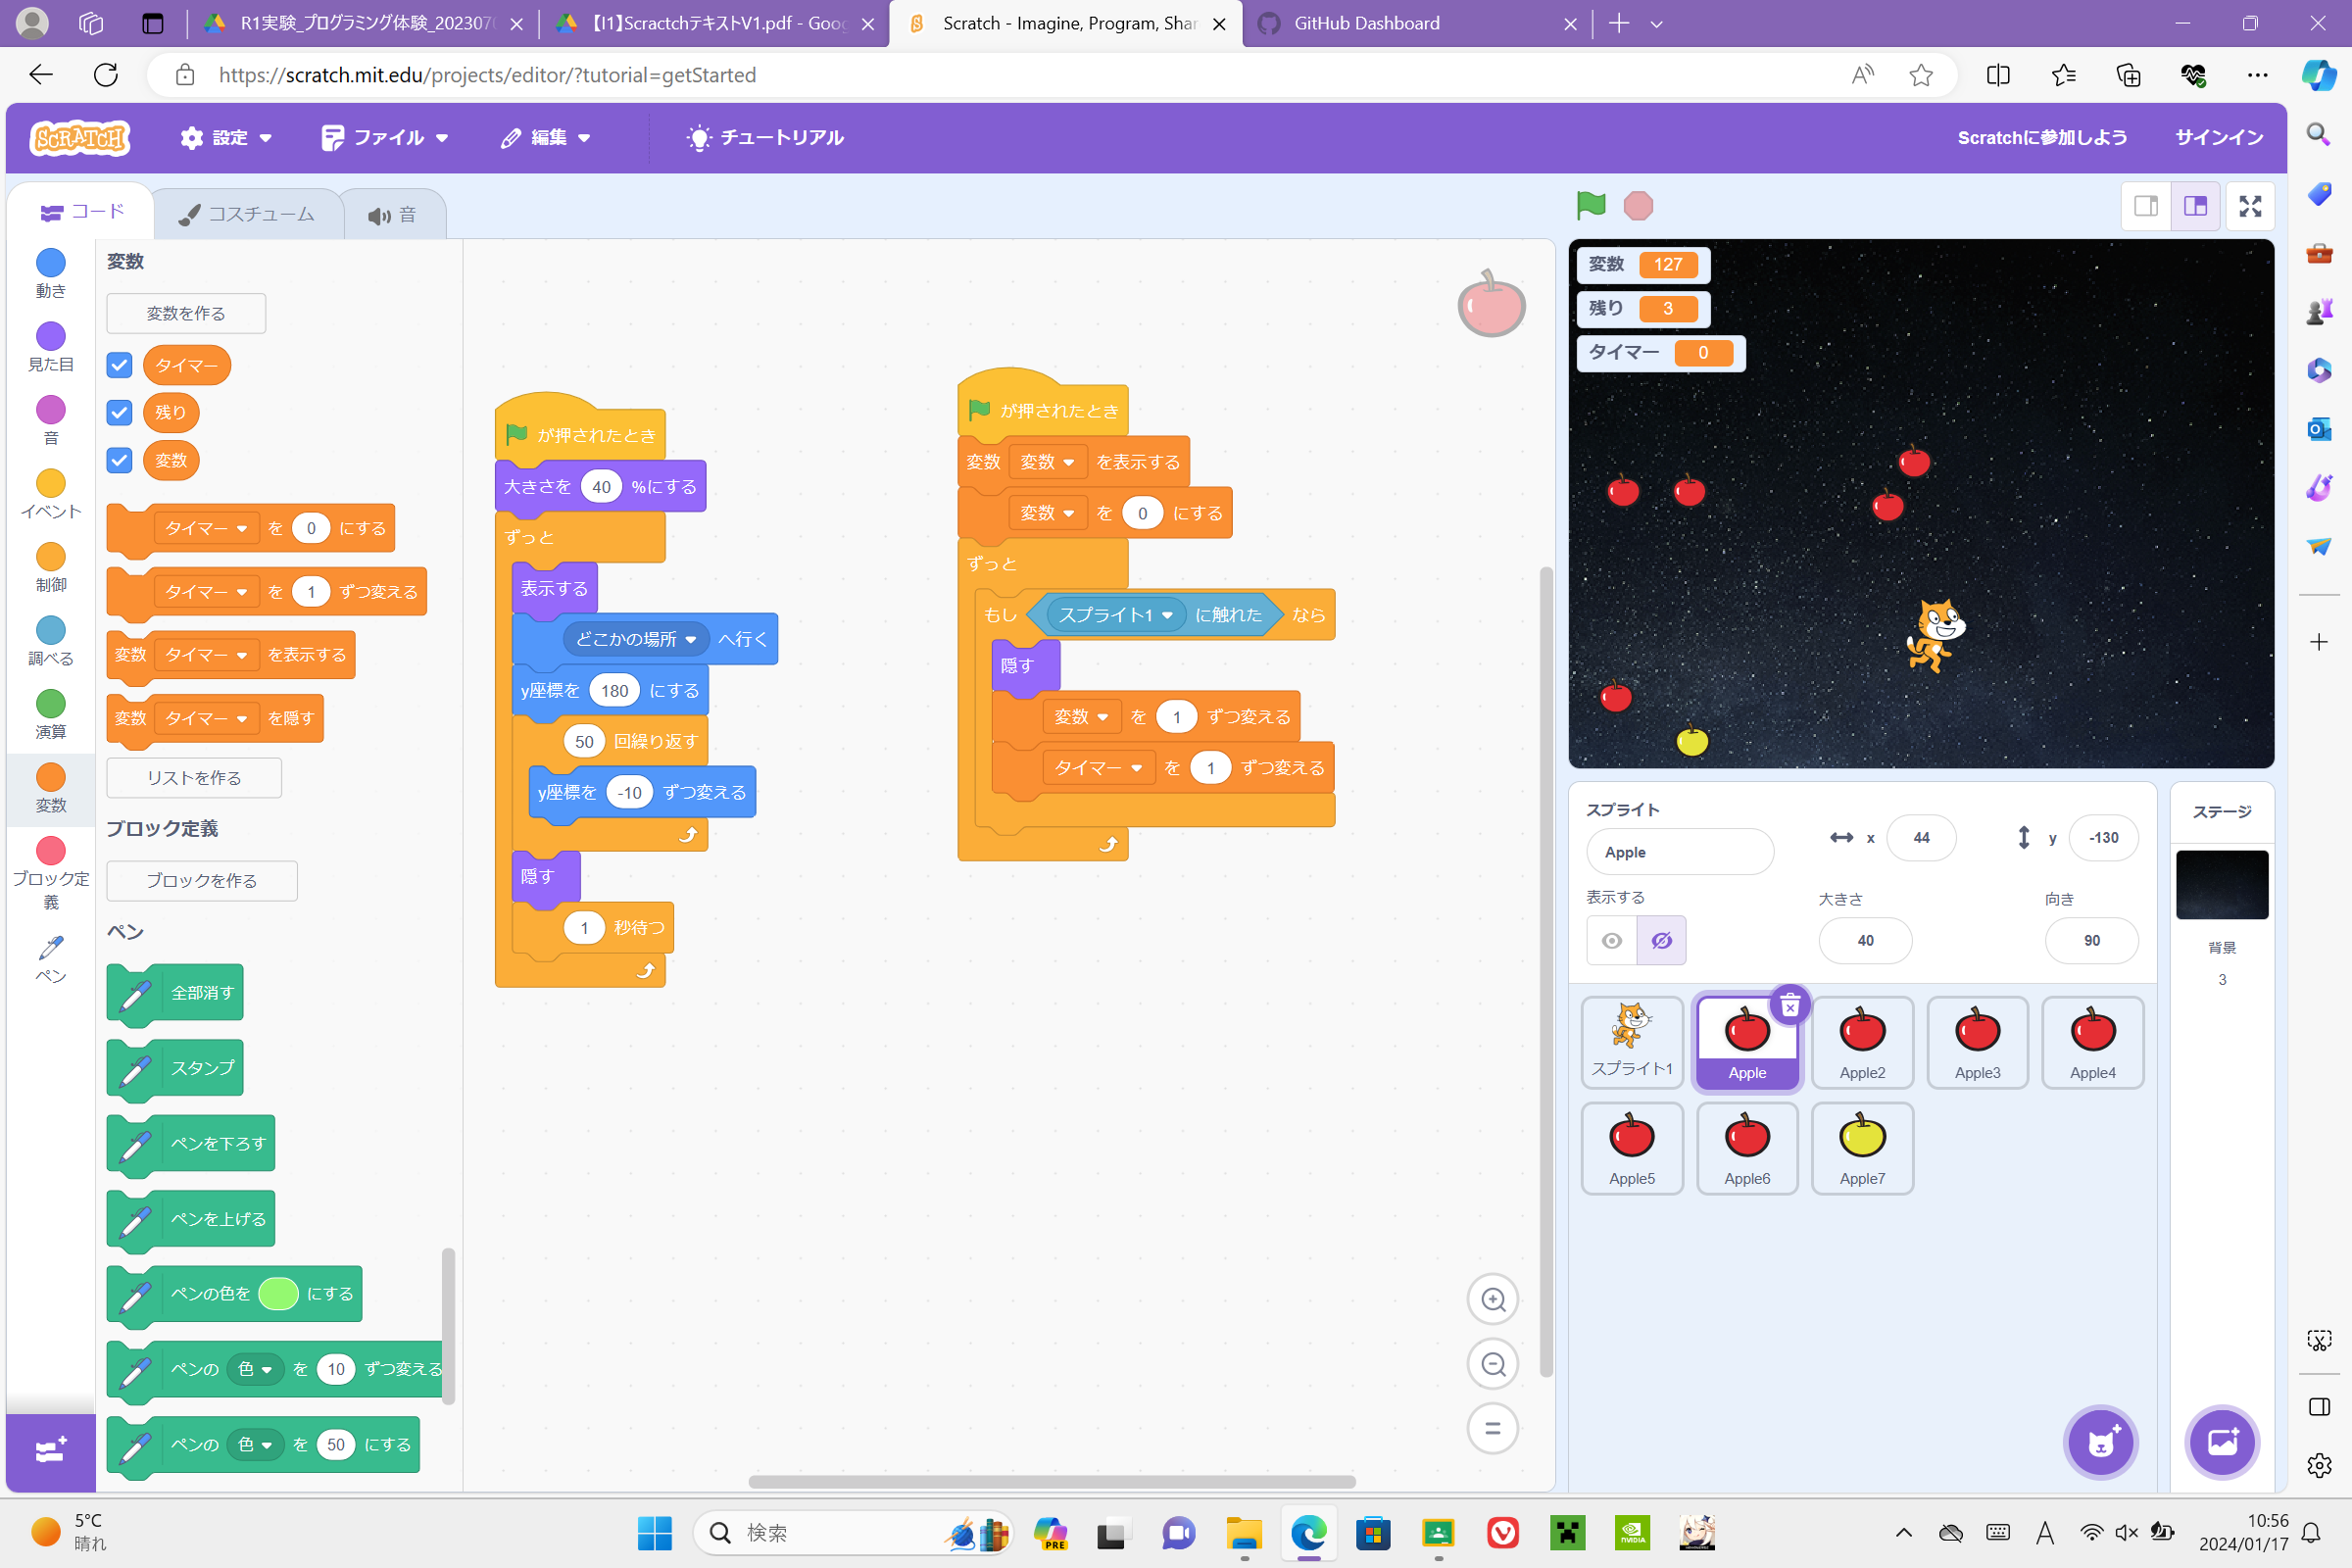 R1実験_プログラミング体験_2023070
【I1】ScractchテキストV1.pdf - Goog
Scratch - Imagine, Program, Shar
GitHub Dashboard
https://scratch.mit.edu/projects/editor/?tutorial=getStarted
SCRATCH
設定
ファイル
編集
チュートリアル
Scratchに参加しよう
サインイン
コード
コスチューム
音
動き
見た目
音
イベント
制御
調べる
演算
変数
ブロック定義
ペン
変数
変数を作る
タイマー
残り
変数
タイマー を 0 にする
タイマー を 1 ずつ変える
変数 タイマー を表示する
変数 タイマー を隠す
リストを作る
ブロック定義
ブロックを作る
ペン
全部消す
スタンプ
ペンを下ろす
ペンを上げる
ペンの色を にする
ペンの 色 を 10 ずつ変える
ペンの 色 を 50 にする
が押されたとき
大きさを 40 %にする
ずっと
表示する
どこかの場所 へ行く
y座標を 180 にする
50 回繰り返す
y座標を -10 ずつ変える
隠す
1 秒待つ
が押されたとき
変数 変数 を表示する
変数 を 0 にする
ずっと
もし スプライト1 に触れた なら
隠す
変数 を 1 ずつ変える
タイマー を 1 ずつ変える
変数 127
残り 3
タイマー 0
スプライト
Apple
x 44
y -130
表示する
大きさ
40
向き
90
スプライト1
Apple
Apple2
Apple3
Apple4
Apple5
Apple6
Apple7
ステージ
背景
3
5°C
晴れ
検索
PRE
NVIDIA
A
10:56
2024/01/17